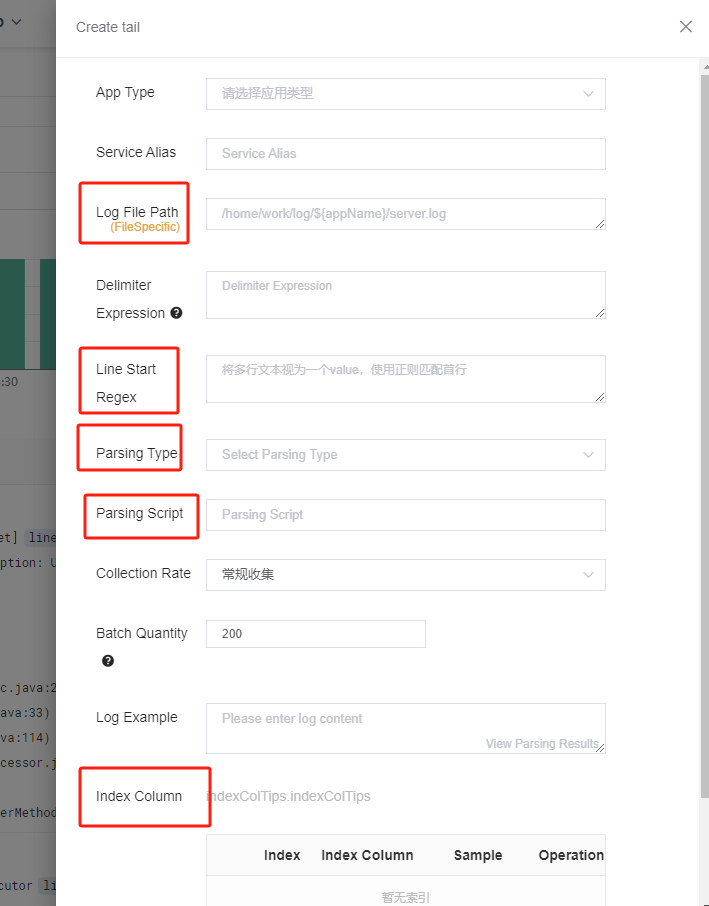 Create tail
App Type
请选择应用类型
Service Alias
Service Alias
Log File Path
(FileSpecific)
/home/work/log/${appName}/server.log
Delimiter
Expression
Delimiter Expression
Line Start
Regex
将多行文本视为一个value，使用正则匹配首行
Parsing Type
Select Parsing Type
Parsing Script
Parsing Script
Collection Rate
常规收集
Batch Quantity
200
Log Example
Please enter log content
View Parsing Results
Index Column
indexColTips.indexColTips
Index Index Column Sample Operation
暂无索引
:30
et] line
ption: U
c.java:2
ava:33)
va:114)
cessor.j
erMethod
cutor li